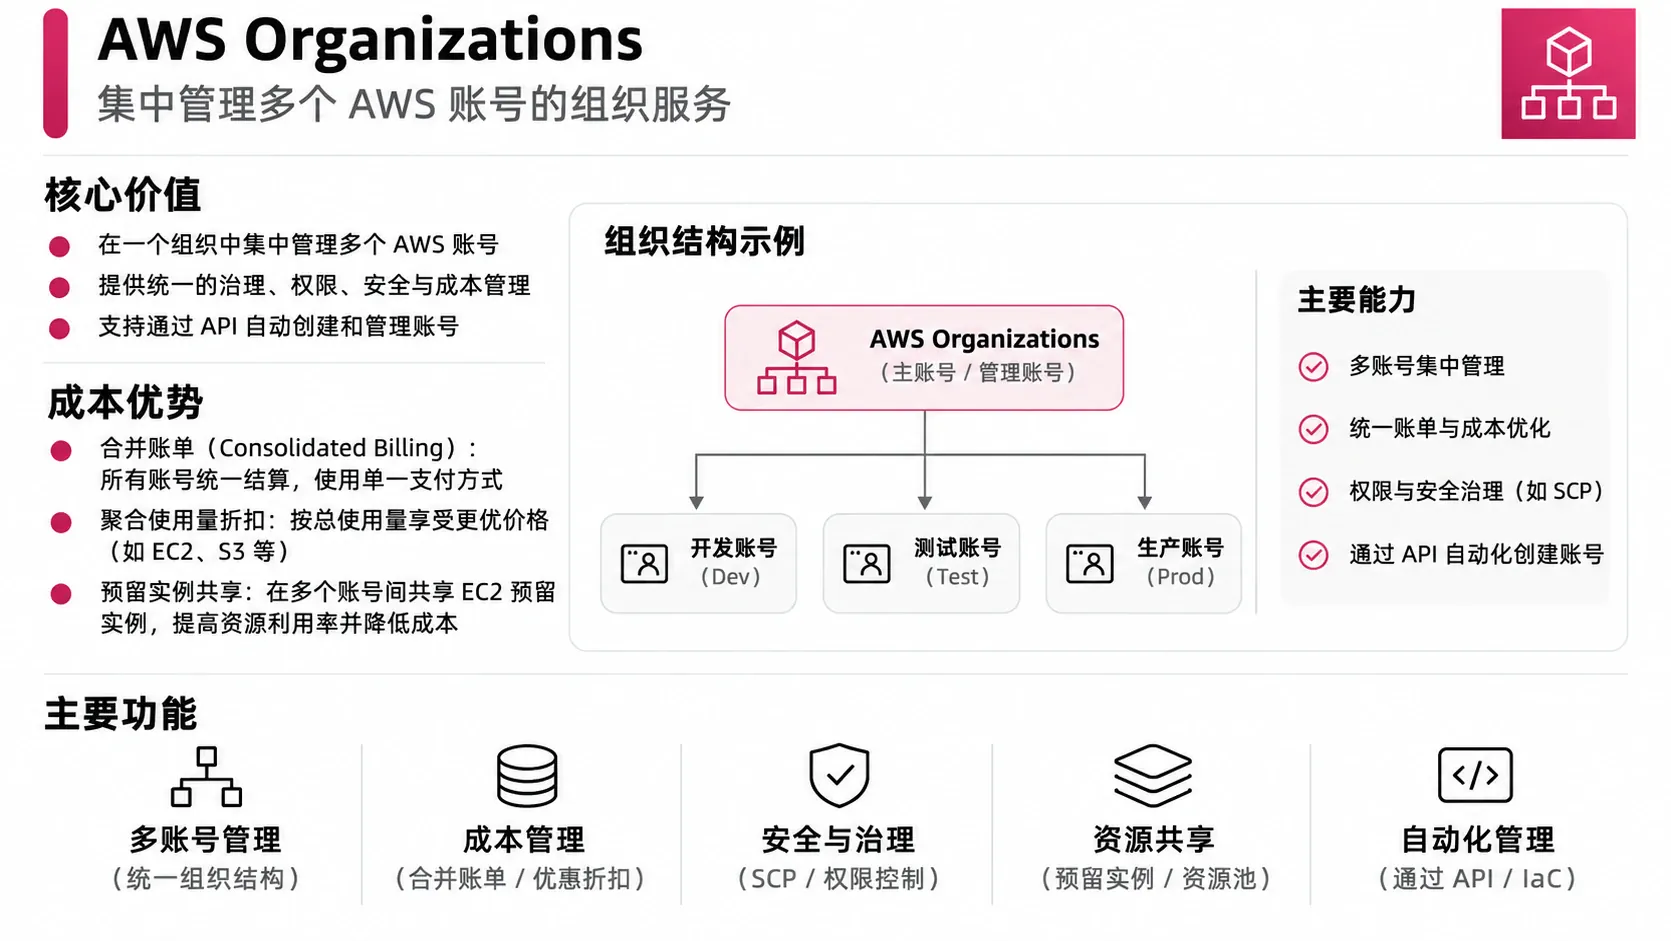 AWS Organizations
集中管理多个 AWS 账号的组织服务
核心价值
在一个组织中集中管理多个 AWS 账号
提供统一的治理、权限、安全与成本管理
支持通过 API 自动创建和管理账号
成本优势
合并账单（Consolidated Billing）：
所有账号统一结算，使用单一支付方式
聚合使用量折扣：按总使用量享受更优价格
（如 EC2、S3 等）
预留实例共享：在多个账号间共享 EC2 预留
实例，提高资源利用率并降低成本
组织结构示例
AWS Organizations
（主账号 / 管理账号）
开发账号
（Dev）
测试账号
（Test）
生产账号
（Prod）
主要能力
多账号集中管理
统一账单与成本优化
权限与安全治理（如 SCP）
通过 API 自动化创建账号
主要功能
多账号管理
（统一组织结构）
成本管理
（合并账单 / 优惠折扣）
安全与治理
（SCP / 权限控制）
资源共享
（预留实例 / 资源池）
自动化管理
（通过 API / IaC）